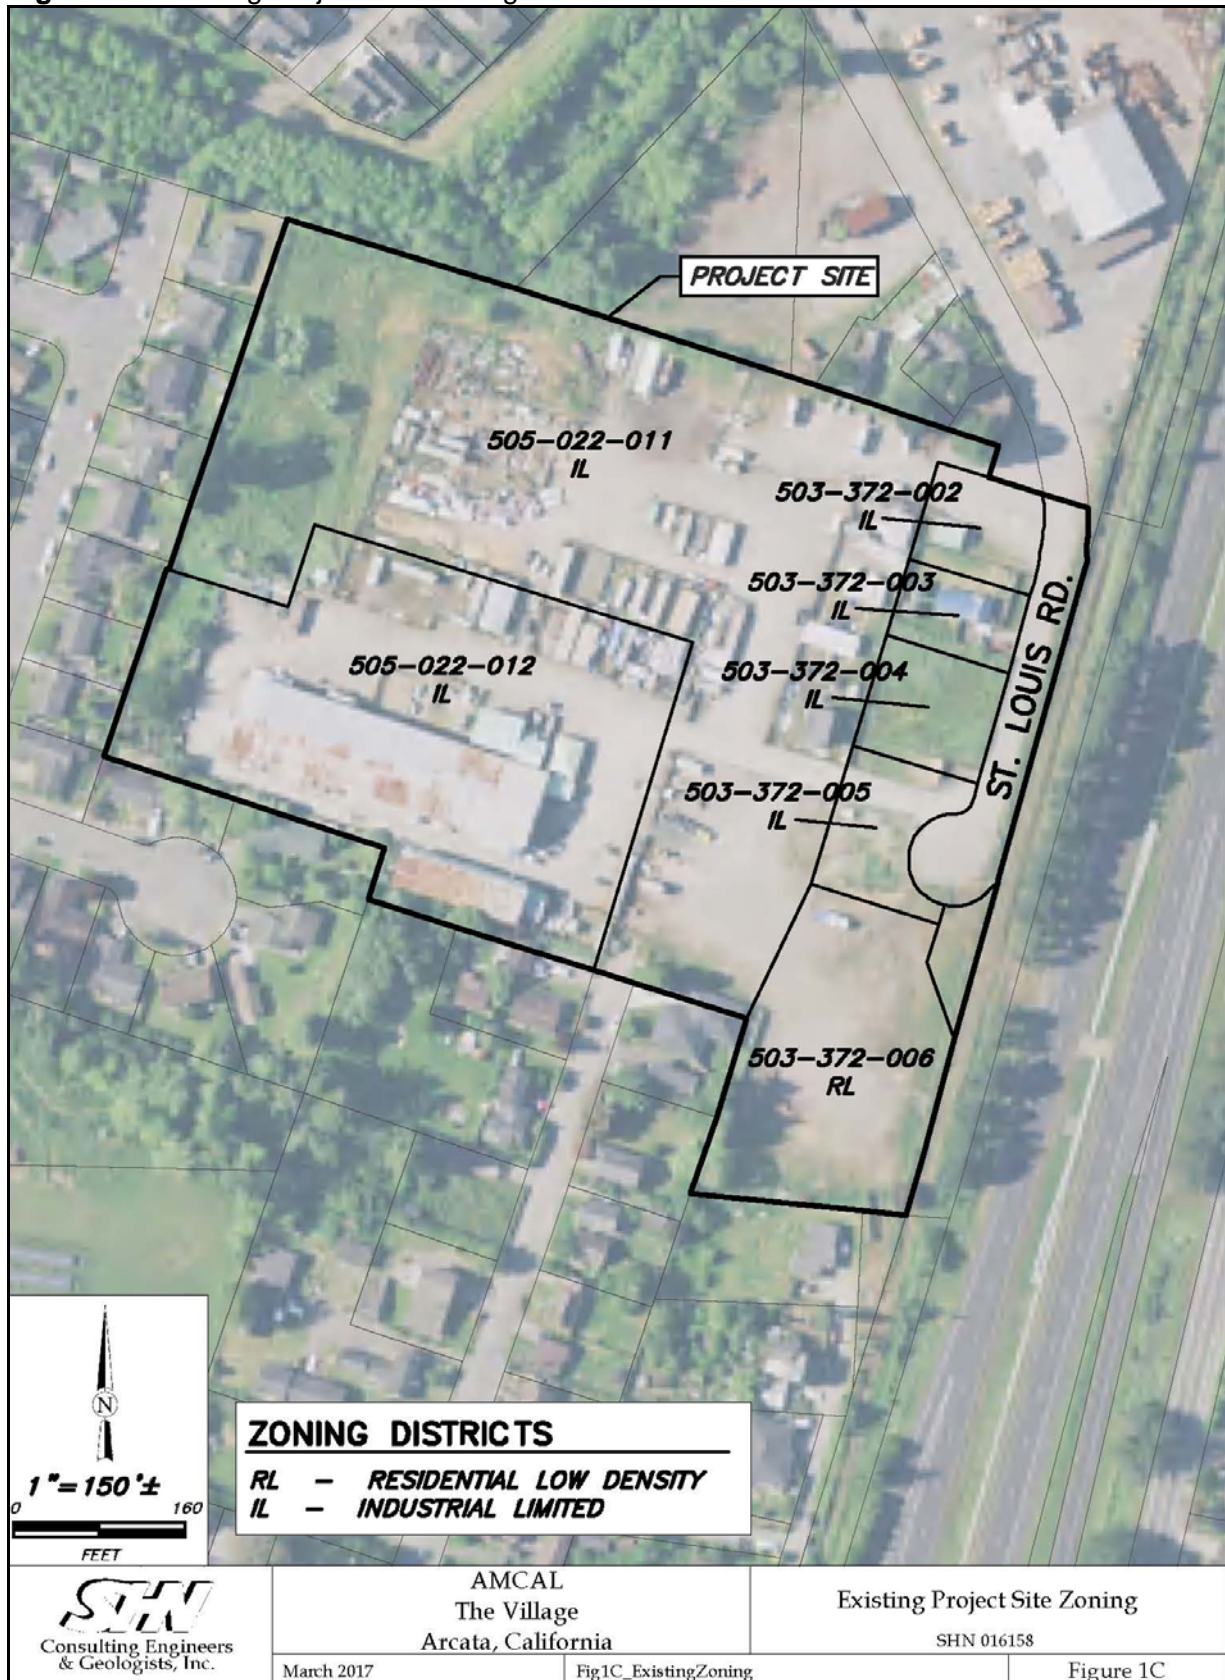 PROJECT SITE
505-022-011
IL
503-372-002
IL
503-372-003
IL
505-022-012
IL
503-372-004
IL
503-372-005
IL
ST. LOUIS RD.
503-372-006
RL
N
1"=150'±
0 160
FEET
ZONING DISTRICTS
RL - RESIDENTIAL LOW DENSITY
IL - INDUSTRIAL LIMITED
SHN
Consulting Engineers
& Geologists, Inc.
AMCAL
The Village
Arcata, California
Existing Project Site Zoning
SHN 016158
March 2017
Fig1C_ExistingZoning
Figure 1C